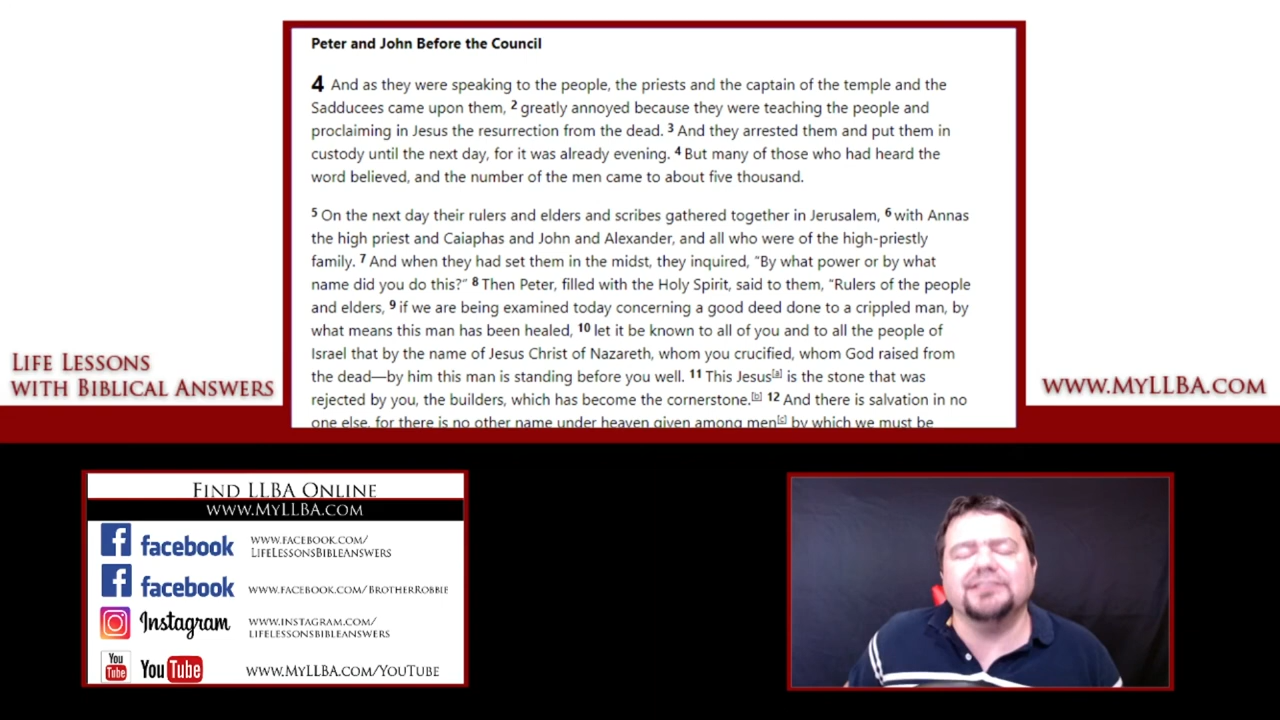 Peter and John Before the Council
4 And as they were speaking to the people, the priests and the captain of the temple and the
Sadducees came upon them, 2 greatly annoyed because they were teaching the people and
proclaiming in Jesus the resurrection from the dead. 3 And they arrested them and put them in
custody until the next day, for it was already evening. 4 But many of those who had heard the
word believed, and the number of the men came to about five thousand.
5 On the next day their rulers and elders and scribes gathered together in Jerusalem, 6 with Annas
the high priest and Caiaphas and John and Alexander, and all who were of the high-priestly
family. 7 And when they had set them in the midst, they inquired, “By what power or by what
name did you do this?” 8 Then Peter, filled with the Holy Spirit, said to them, “Rulers of the people
and elders, 9 if we are being examined today concerning a good deed done to a crippled man, by
what means this man has been healed, 10 let it be known to all of you and to all the people of
Israel that by the name of Jesus Christ of Nazareth, whom you crucified, whom God raised from
the dead—by him this man is standing before you well. 11 This Jesus[a] is the stone that was
rejected by you, the builders, which has become the cornerstone.[b] 12 And there is salvation in no
one else, for there is no other name under heaven given among men[c] by which we must be
Life Lessons
with Biblical Answers
www.MyLLBA.com
Find LLBA Online
www.MyLLBA.com
facebook www.facebook.com/
LifeLessonsBibleAnswers
facebook www.facebook.com/BrotherRobbie
Instagram www.instagram.com/
lifelessonsbibleanswers
You Tube YouTube www.MyLLBA.com/YouTube